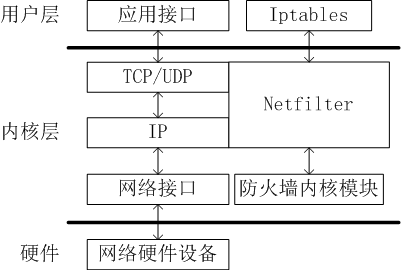 用户层 应用接口 Iptables
TCP/UDP
Netfilter
内核层 IP
网络接口 防火墙内核模块
硬件 网络硬件设备